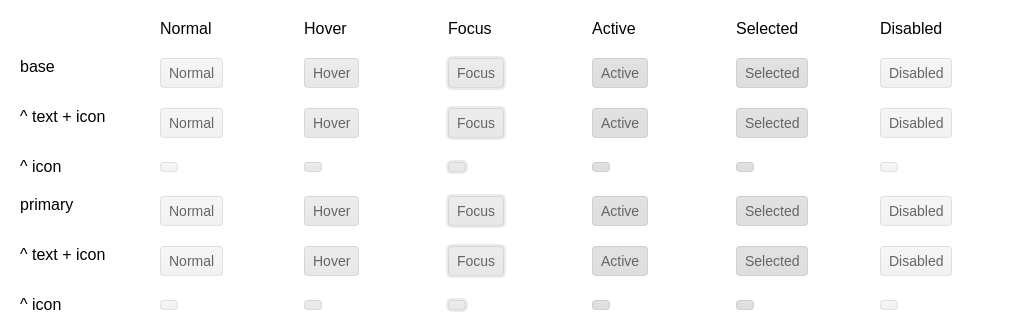 Normal Hover Focus Active Selected Disabled
base Normal Hover Focus Active Selected Disabled
^ text + icon Normal Hover Focus Active Selected Disabled
^ icon
primary Normal Hover Focus Active Selected Disabled
^ text + icon Normal Hover Focus Active Selected Disabled
^ icon